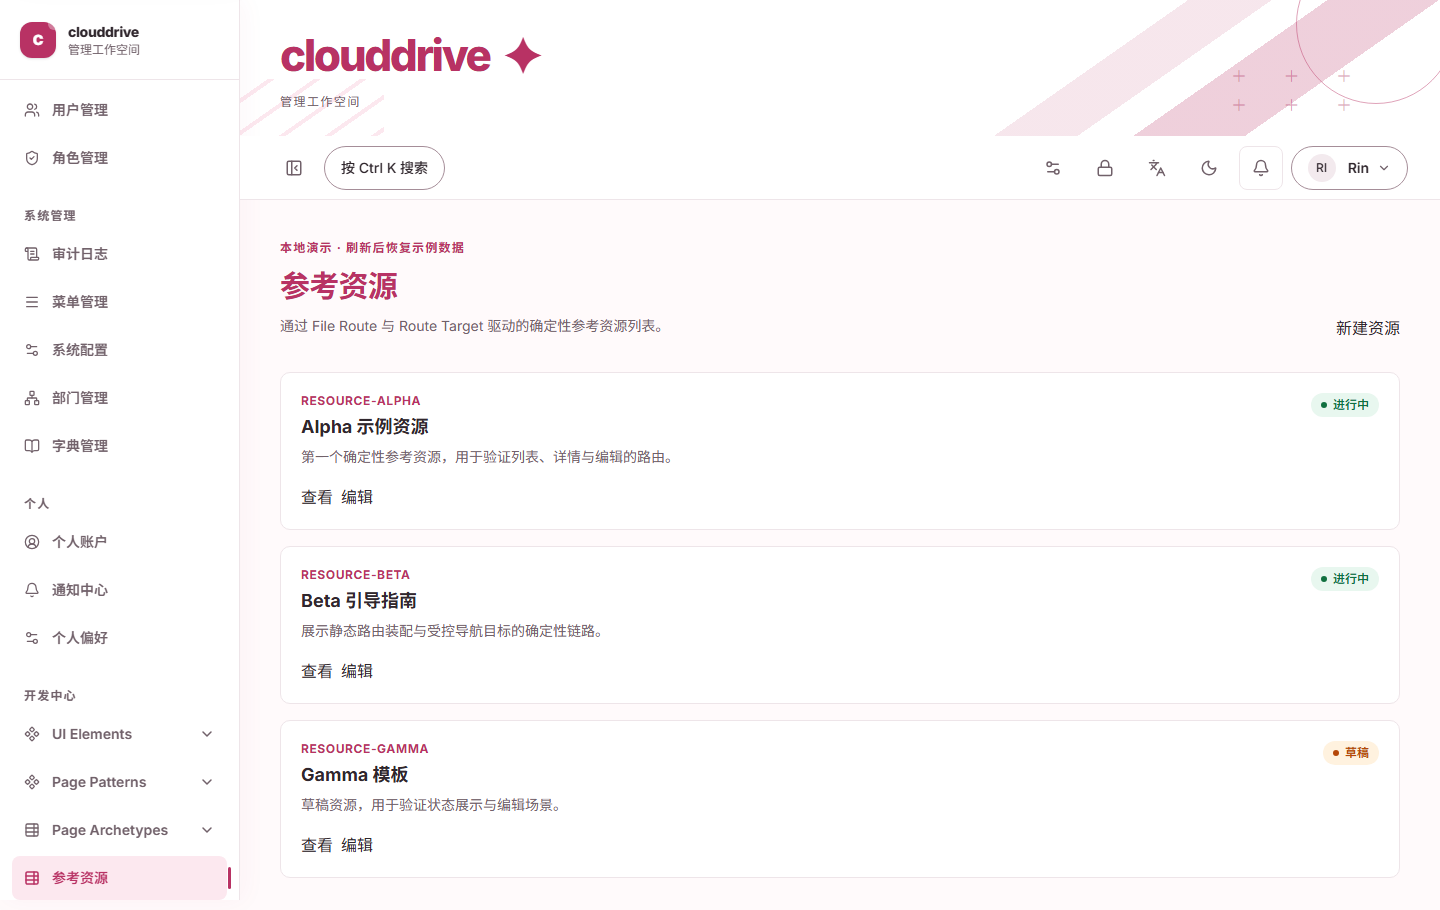 C
clouddrive
管理工作空间
用户管理
角色管理
系统管理
审计日志
菜单管理
系统配置
部门管理
字典管理
个人
个人账户
通知中心
个人偏好
开发中心
UI Elements
Page Patterns
Page Archetypes
参考资源
clouddrive
管理工作空间
按 Ctrl K 搜索
RI
Rin
本地演示 · 刷新后恢复示例数据
参考资源
通过 File Route 与 Route Target 驱动的确定性参考资源列表。
新建资源
RESOURCE-ALPHA
进行中
Alpha 示例资源
第一个确定性参考资源，用于验证列表、详情与编辑的路由。
查看 编辑
RESOURCE-BETA
进行中
Beta 引导指南
展示静态路由装配与受控导航目标的确定性链路。
查看 编辑
RESOURCE-GAMMA
草稿
Gamma 模板
草稿资源，用于验证状态展示与编辑场景。
查看 编辑